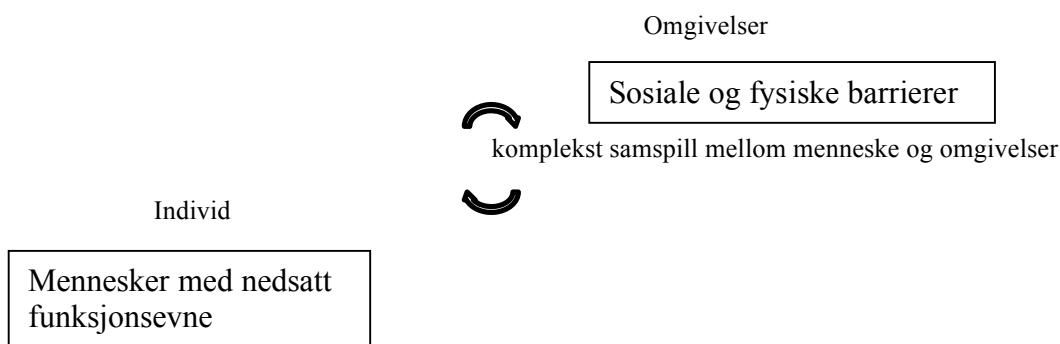 Omgivelser
Sosiale og fysiske barrierer
komplekst samspill mellom menneske og omgivelser
Individ
Mennesker med nedsatt
funksjonsevne